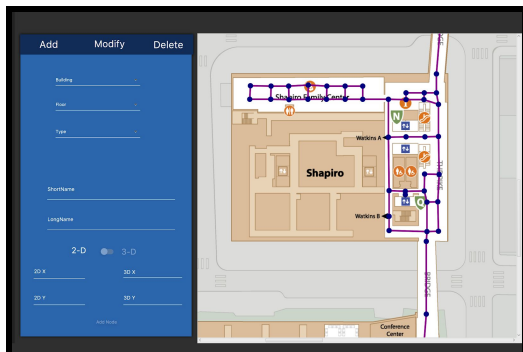 Add Modify Delete
Building
Floor
Type
ShortName
LongName
2-D 3-D
2D X 3D X
2D Y 3D Y
Add Node
Shapiro Family Center
N
Watkins A
Shapiro
Watkins B
BRIDGE
Conference
Center